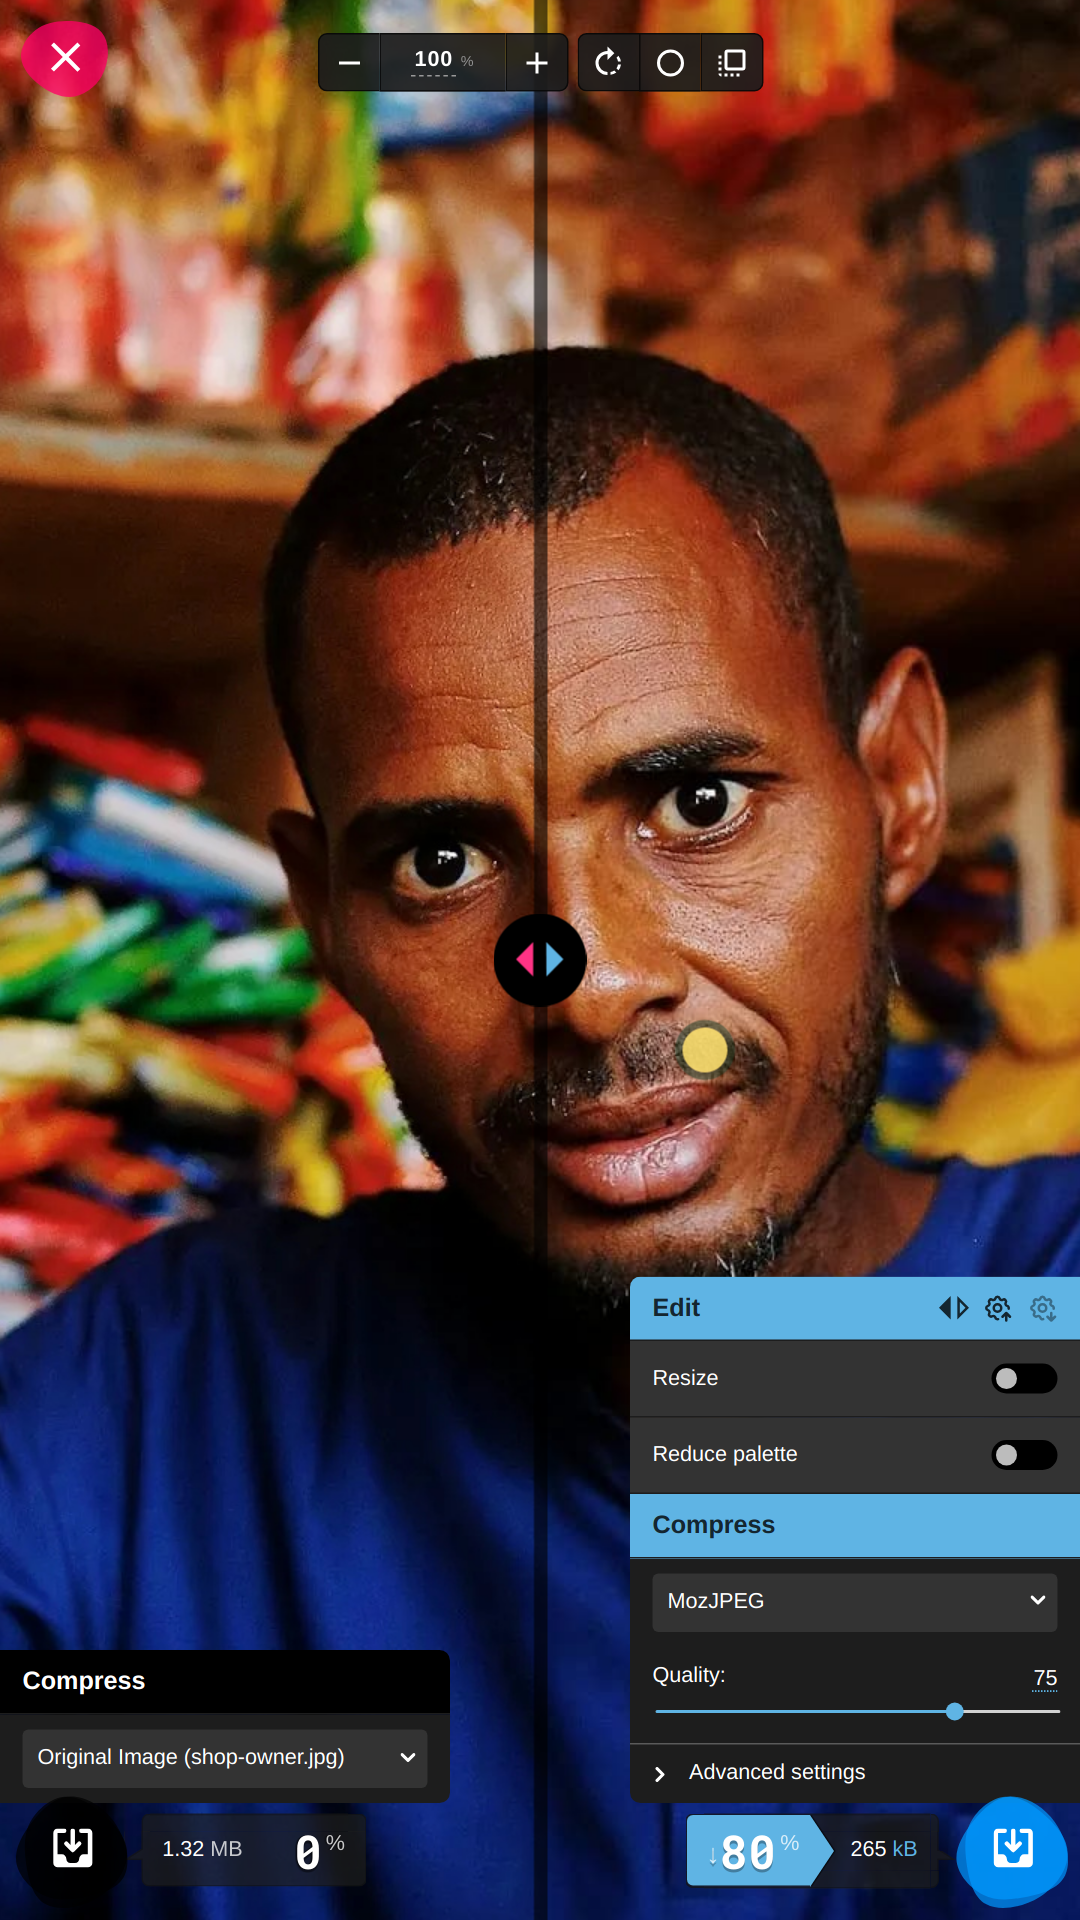 100 %
Edit
Resize
Reduce palette
Compress
MozJPEG
Quality: 75
Advanced settings
Compress
Original Image (shop-owner.jpg)
1.32 MB 0 %
↓80 % 265 kB